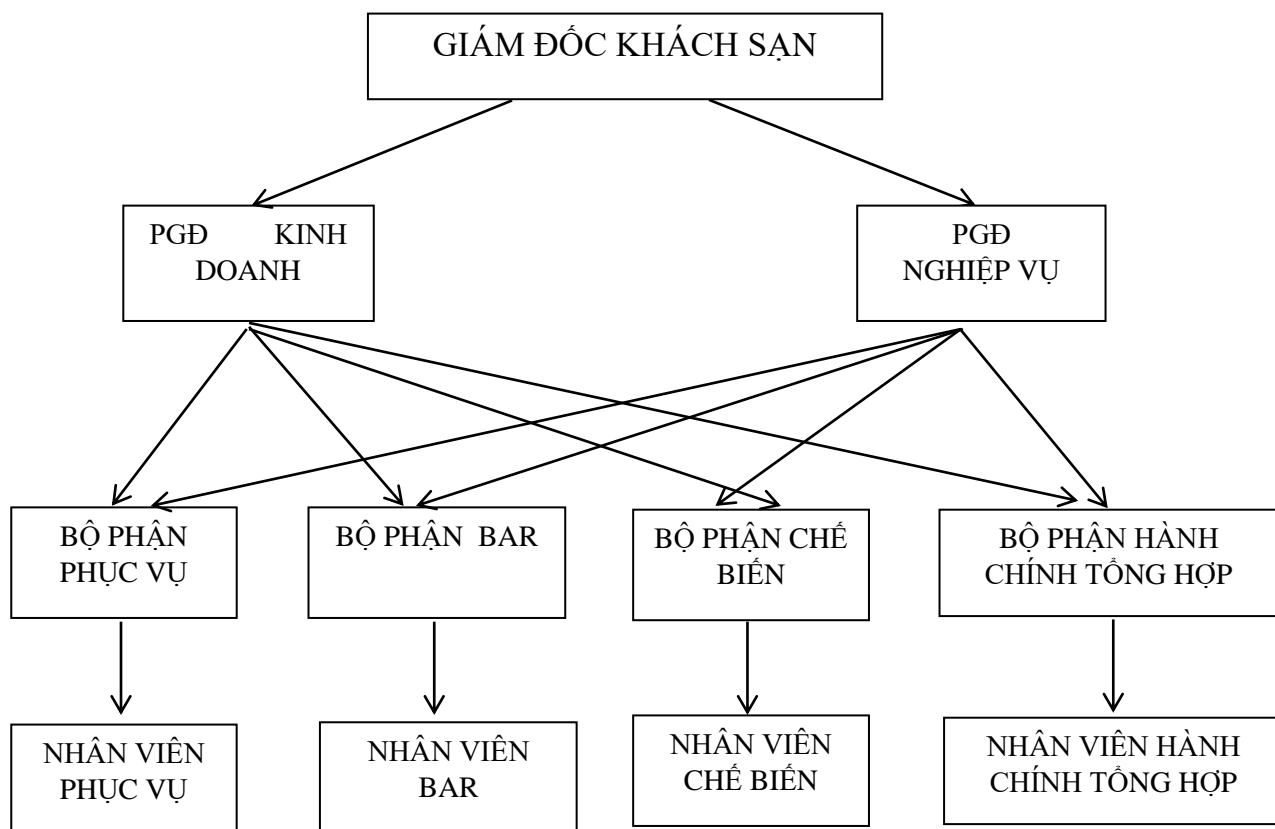 GIÁM ĐỐC KHÁCH SẠN
PGĐ KINH
DOANH
PGĐ
NGHIỆP VỤ
BỘ PHẬN
PHỤC VỤ
BỘ PHẬN BAR
BỘ PHẬN CHẾ
BIẾN
BỘ PHẬN HÀNH
CHÍNH TỔNG HỢP
NHÂN VIÊN
PHỤC VỤ
NHÂN VIÊN
BAR
NHÂN VIÊN
CHẾ BIẾN
NHÂN VIÊN HÀNH
CHÍNH TỔNG HỢP